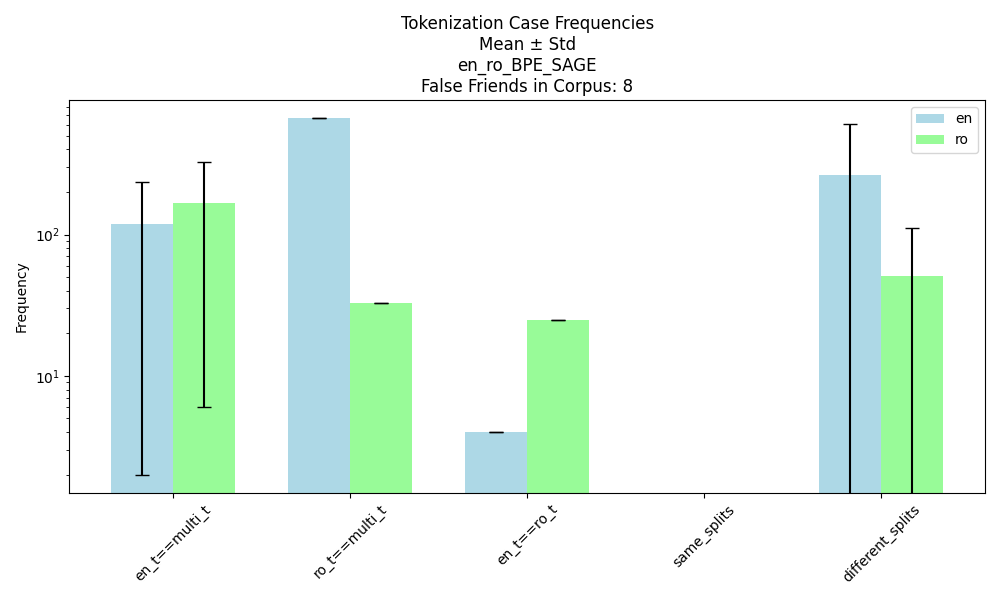 Tokenization Case Frequencies
Mean ± Std
en_ro_BPE_SAGE
False Friends in Corpus: 8
en
ro
Frequency
10²
10¹
en_t==multi_t
ro_t==multi_t
en_t==ro_t
same_splits
different_splits